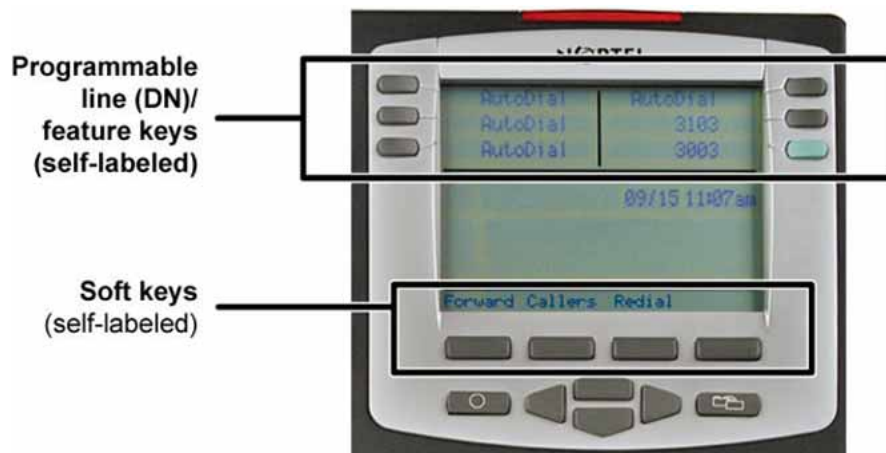 Programmable
line (DN)/
feature keys
(self-labeled)
NORTEL
AutoDial AutoDial
AutoDial 3103
AutoDial 3003
09/15 11:07am
Soft keys
(self-labeled)
Forward Callers Redial